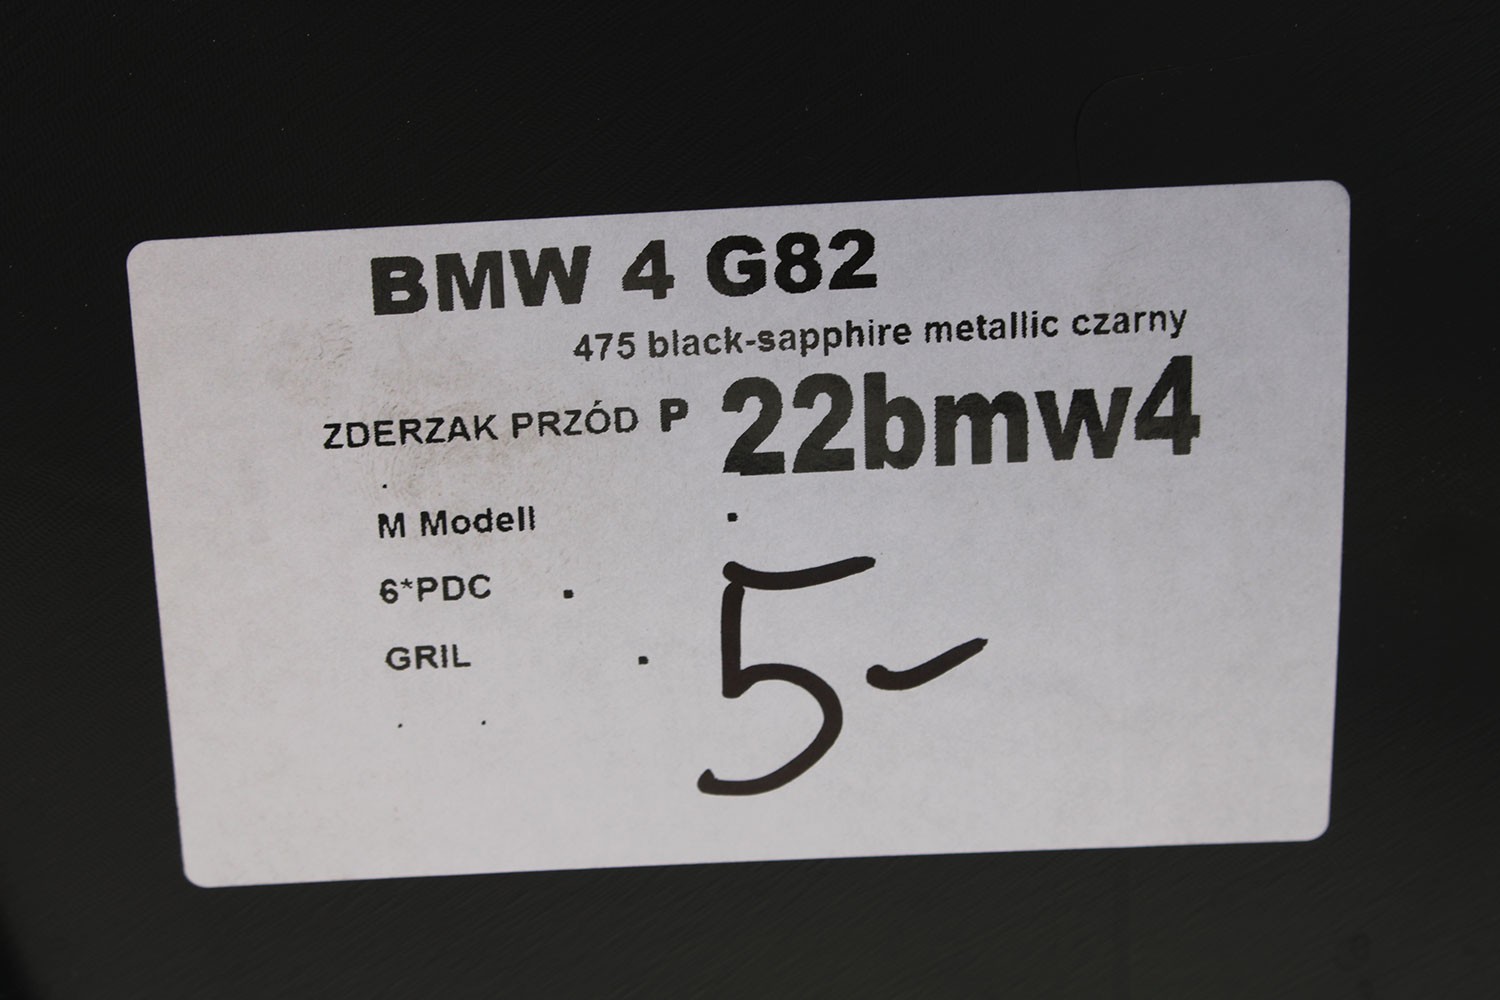 BMW 4 G82
475 black-sapphire metallic czarny
ZDERZAK PRZÓD P 22bmw4
.
M Modell .
6*PDC .
GRIL .
. .
5-